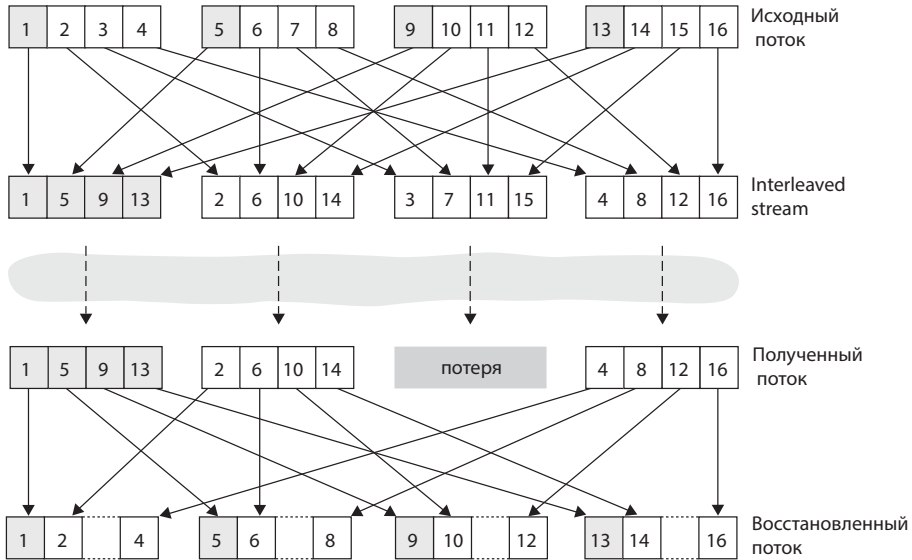 1 2 3 4 5 6 7 8 9 10 11 12 13 14 15 16
Исходный
поток
1 5 9 13 2 6 10 14 3 7 11 15 4 8 12 16
Interleaved
stream
1 5 9 13 2 6 10 14 потеря 4 8 12 16
Полученный
поток
1 2 4 5 6 8 9 10 12 13 14 16
Восстановленный
поток